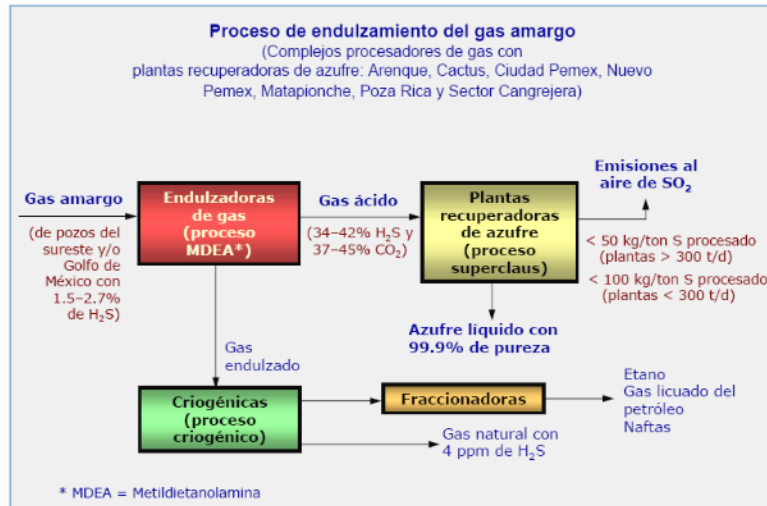 Proceso de endulzamiento del gas amargo
(Complejos procesadores de gas con
plantas recuperadoras de azufre: Arenque, Cactus, Ciudad Pemex, Nuevo
Pemex, Matapionche, Poza Rica y Sector Cangrejera)
Gas amargo
(de pozos del
sureste y/o
Golfo de
México con
1.5–2.7%
de H₂S)
Endulzadoras
de gas
(proceso
MDEA*)
Gas ácido
(34–42% H₂S y
37–45% CO₂)
Plantas
recuperadoras
de azufre
(proceso
superclaus)
Emisiones al
aire de SO₂
< 50 kg/ton S procesado
(plantas > 300 t/d)
< 100 kg/ton S procesado
(plantas < 300 t/d)
Azufre líquido con
99.9% de pureza
Gas
endulzado
Criogénicas
(proceso
criogénico)
Fraccionadoras
Etano
Gas licuado del
petróleo
Naftas
Gas natural con
4 ppm de H₂S
* MDEA = Metildietanolamina